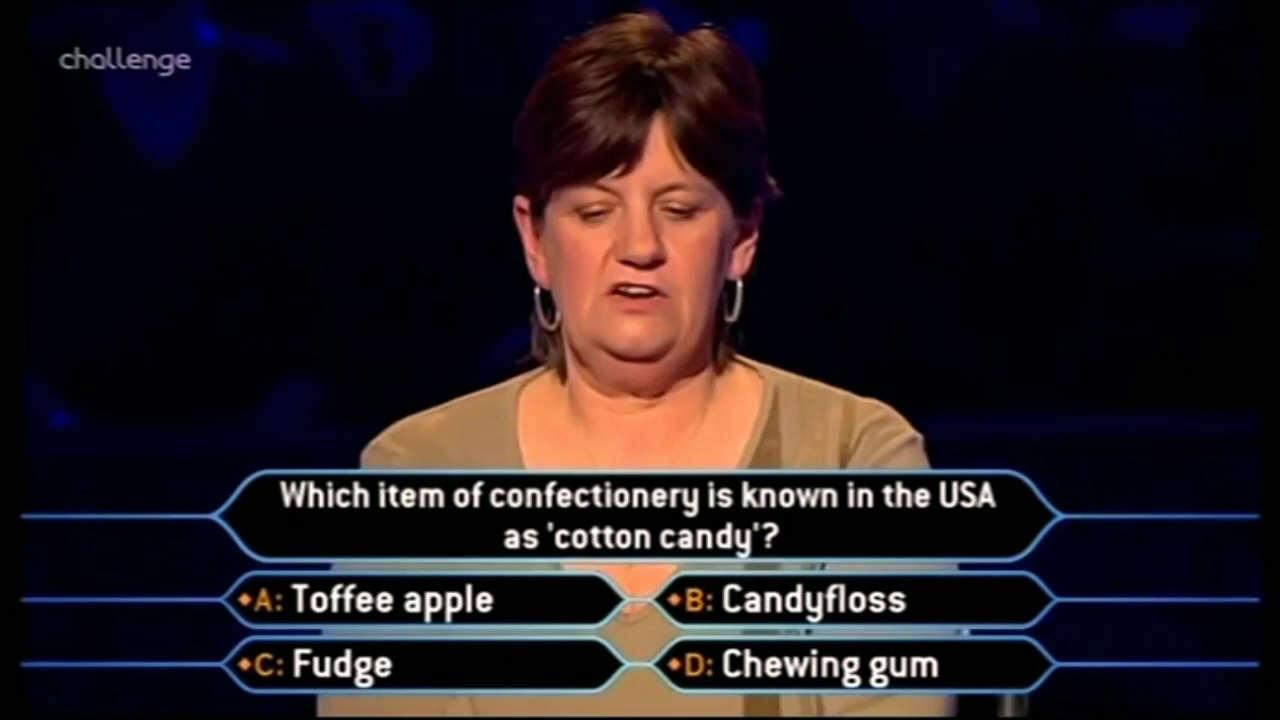 challenge
Which item of confectionery is known in the USA
as 'cotton candy'?
A: Toffee apple
B: Candyfloss
C: Fudge
D: Chewing gum